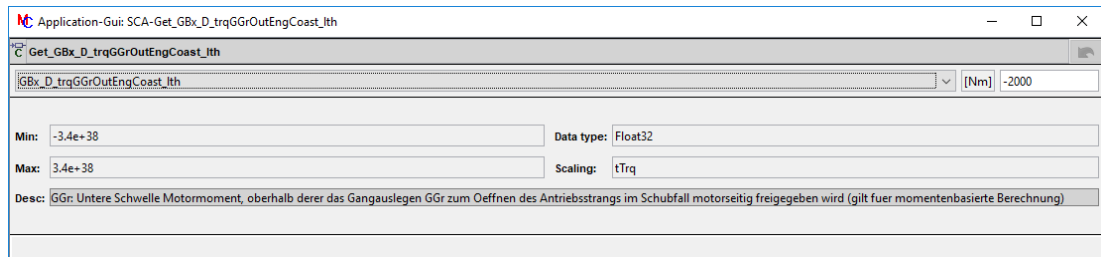 MC Application-Gui: SCA-Get_GBx_D_trqGGrOutEngCoast_lth
C Get_GBx_D_trqGGrOutEngCoast_lth
GBx_D_trqGGrOutEngCoast_lth [Nm] -2000
Min: -3.4e+38 Data type: Float32
Max: 3.4e+38 Scaling: tTrq
Desc: GGr: Untere Schwelle Motormoment, oberhalb derer das Gangauslegen GGr zum Oeffnen des Antriebsstrangs im Schubfall motorseitig freigegeben wird (gilt fuer momentenbasierte Berechnung)